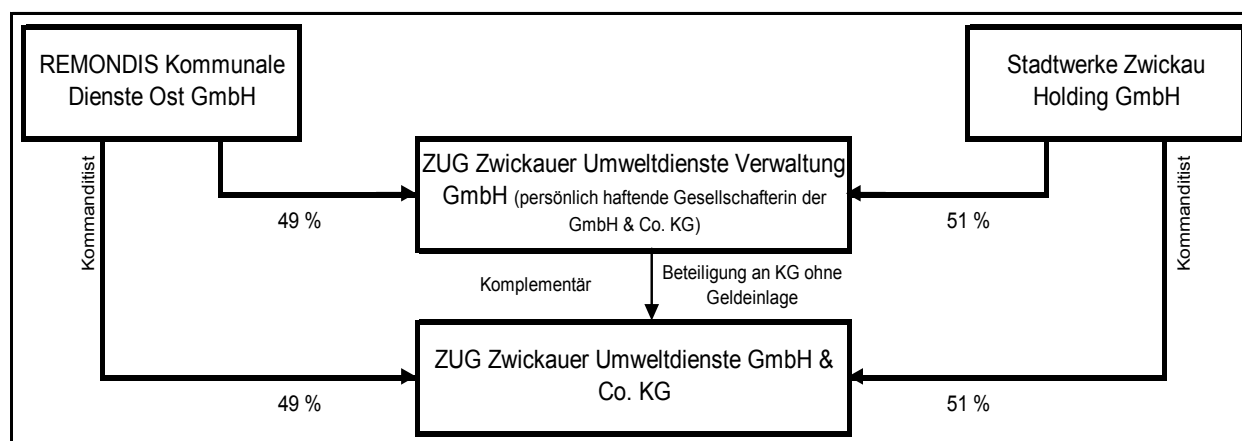 REMONDIS Kommunale
Dienste Ost GmbH
Stadtwerke Zwickau
Holding GmbH
Kommanditist
Kommanditist
ZUG Zwickauer Umweltdienste Verwaltung
GmbH (persönlich haftende Gesellschafterin der
GmbH & Co. KG)
49 %
51 %
Komplementär
Beteiligung an KG ohne
Geldeinlage
ZUG Zwickauer Umweltdienste GmbH &
Co. KG
49 %
51 %